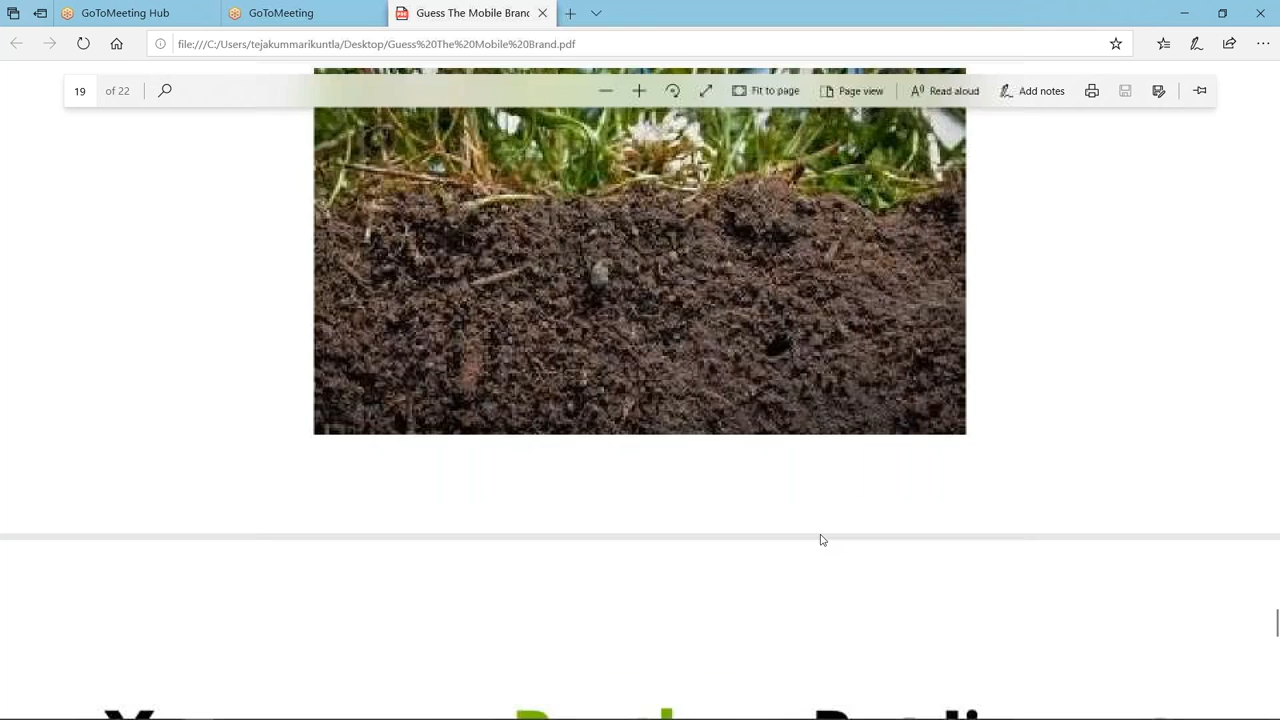 GoToMeeting Hub
GoToMeeting
Guess The Mobile Branc
file:///C:/Users/tejakummarikuntla/Desktop/Guess%20The%20Mobile%20Brand.pdf
19 of 22
Fit to page
Page view
Read aloud
Add notes